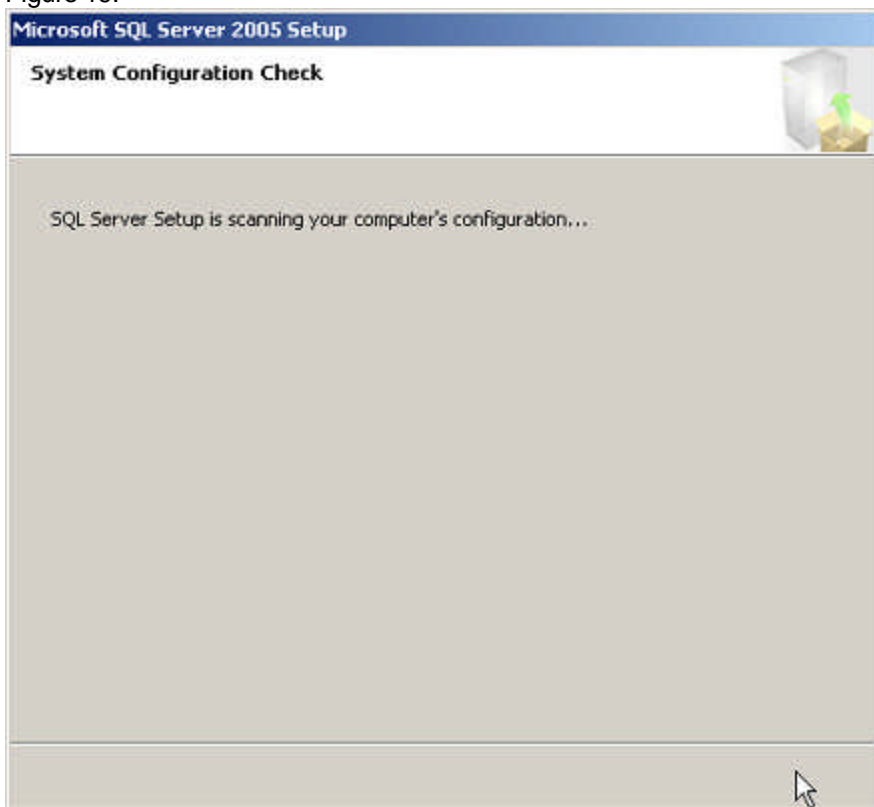 Microsoft SQL Server 2005 Setup
System Configuration Check
SQL Server Setup is scanning your computer's configuration...